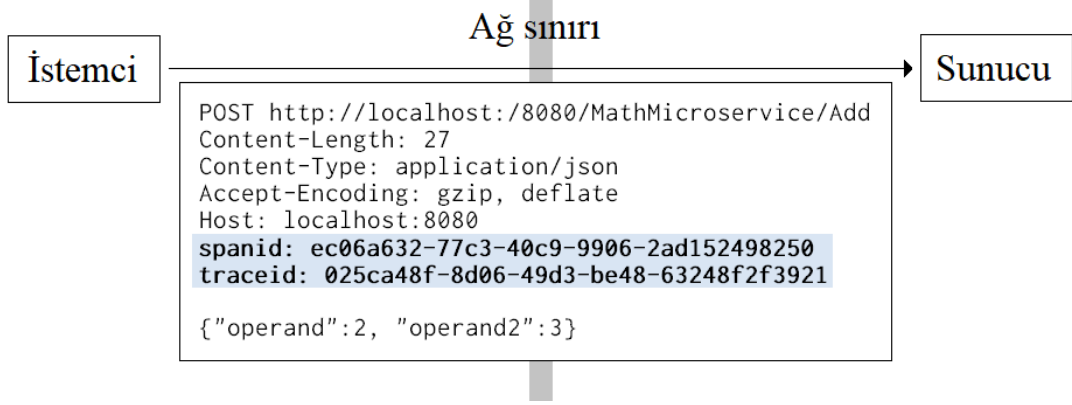 Ağ sınırı
İstemci
Sunucu
POST http://localhost:/8080/MathMicroservice/Add
Content-Length: 27
Content-Type: application/json
Accept-Encoding: gzip, deflate
Host: localhost:8080
spanid: ec06a632-77c3-40c9-9906-2ad152498250
traceid: 025ca48f-8d06-49d3-be48-63248f2f3921
{"operand":2, "operand2":3}